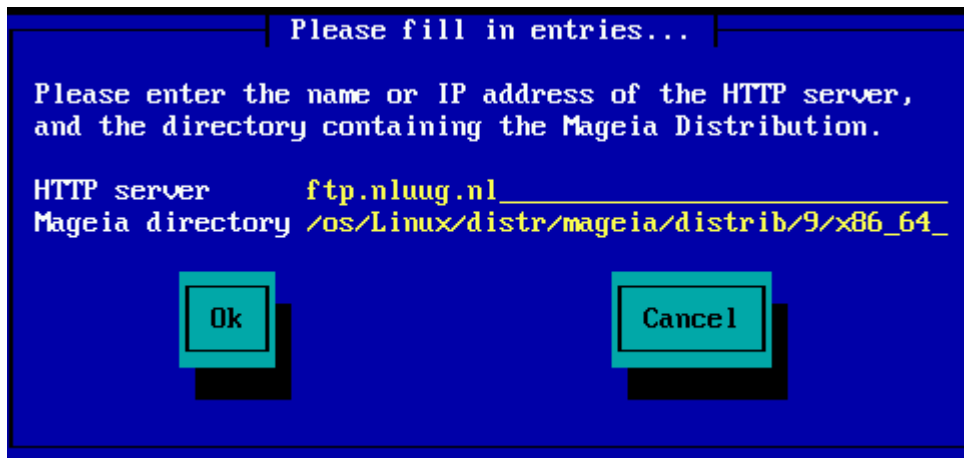 Please fill in entries...
Please enter the name or IP address of the HTTP server,
and the directory containing the Mageia Distribution.
HTTP server ftp.nluug.nl
Mageia directory /os/Linux/distr/mageia/distrib/9/x86_64_
Ok Cancel